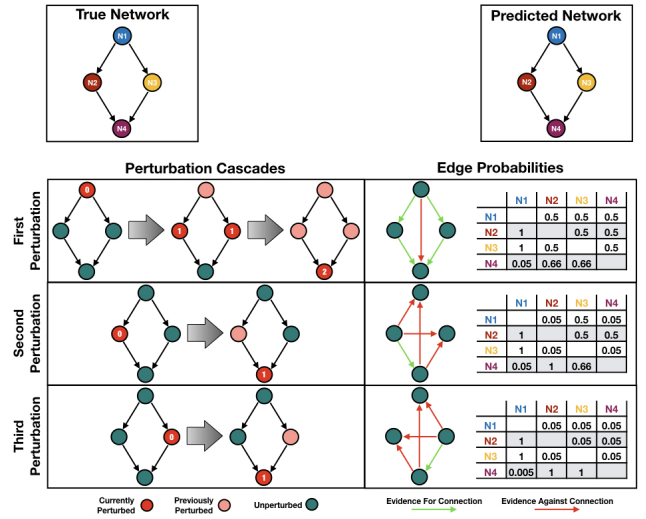 True Network
N1
N2 N3
N4
Predicted Network
N1
N2 N3
N4
Perturbation Cascades
Edge Probabilities
First
Perturbation
0
1 1
2
N1 N2 N3 N4
N1 0.5 0.5 0.5
N2 1 0.5 0.5
N3 1 0.5 0.5
N4 0.05 0.66 0.66
Second
Perturbation
0
1
N1 N2 N3 N4
N1 0.05 0.5 0.05
N2 1 0.5 0.5
N3 1 0.05 0.05
N4 0.05 1 0.66
Third
Perturbation
0
1
N1 N2 N3 N4
N1 0.05 0.05 0.05
N2 1 0.05 0.05
N3 1 0.05 0.05
N4 0.005 1 1
Currently
Perturbed
Previously
Perturbed
Unperturbed
Evidence For Connection
Evidence Against Connection